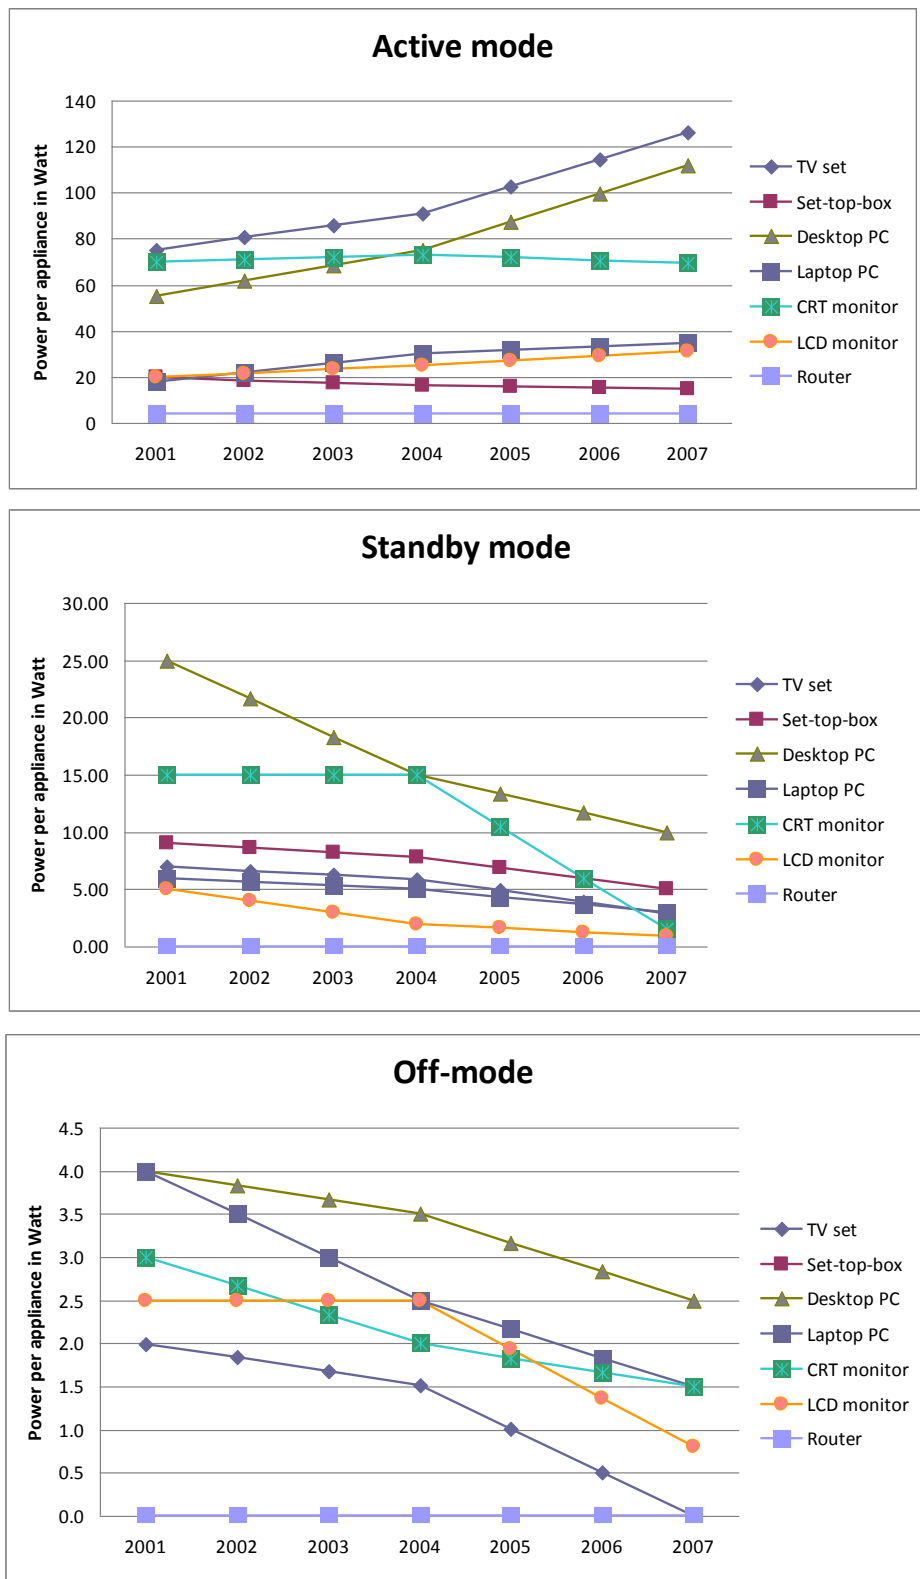 Active mode
Power per appliance in Watt
140
120
100
80
60
40
20
0
2001 2002 2003 2004 2005 2006 2007
TV set
Set-top-box
Desktop PC
Laptop PC
CRT monitor
LCD monitor
Router
Standby mode
Power per appliance in Watt
30.00
25.00
20.00
15.00
10.00
5.00
0.00
2001 2002 2003 2004 2005 2006 2007
TV set
Set-top-box
Desktop PC
Laptop PC
CRT monitor
LCD monitor
Router
Off-mode
Power per appliance in Watt
4.5
4.0
3.5
3.0
2.5
2.0
1.5
1.0
0.5
0.0
2001 2002 2003 2004 2005 2006 2007
TV set
Set-top-box
Desktop PC
Laptop PC
CRT monitor
LCD monitor
Router